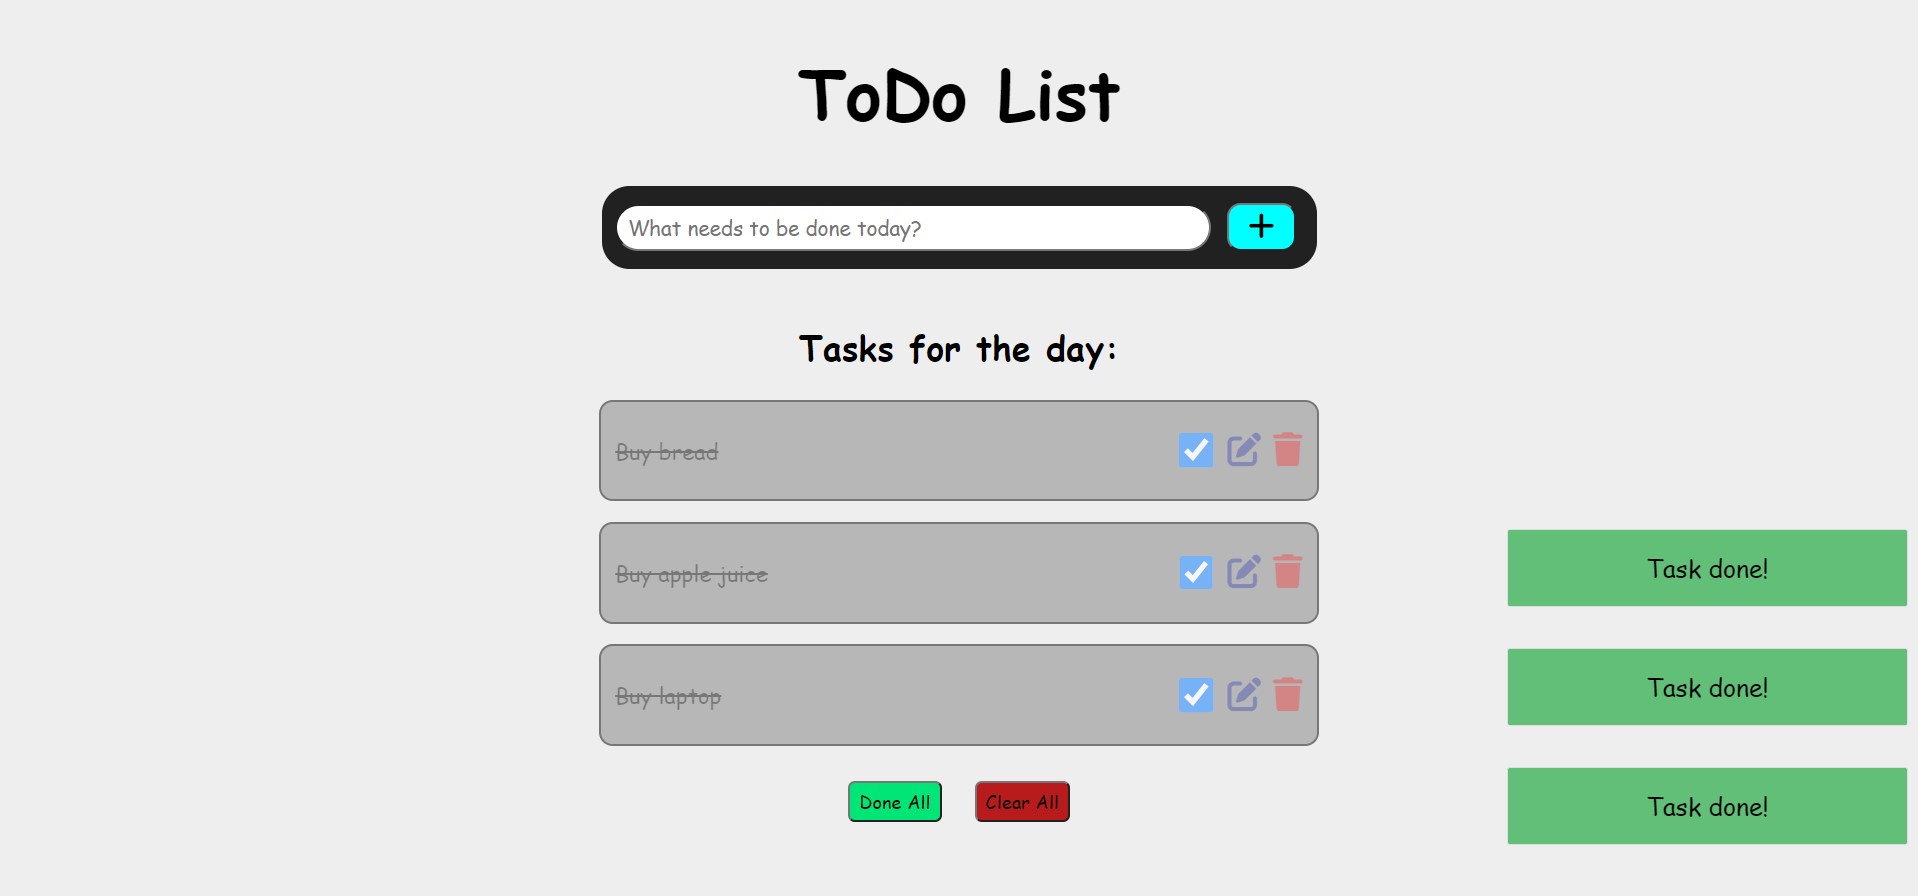 ToDo List
What needs to be done today?
Tasks for the day:
Buy bread
Buy apple juice
Buy laptop
Done All
Clear All
Task done!
Task done!
Task done!